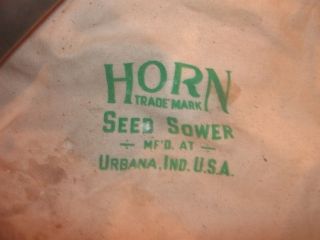 HORN
TRADE MARK
SEED SOWER
÷ MF'D. AT ÷
URBANA, IND. U.S.A.